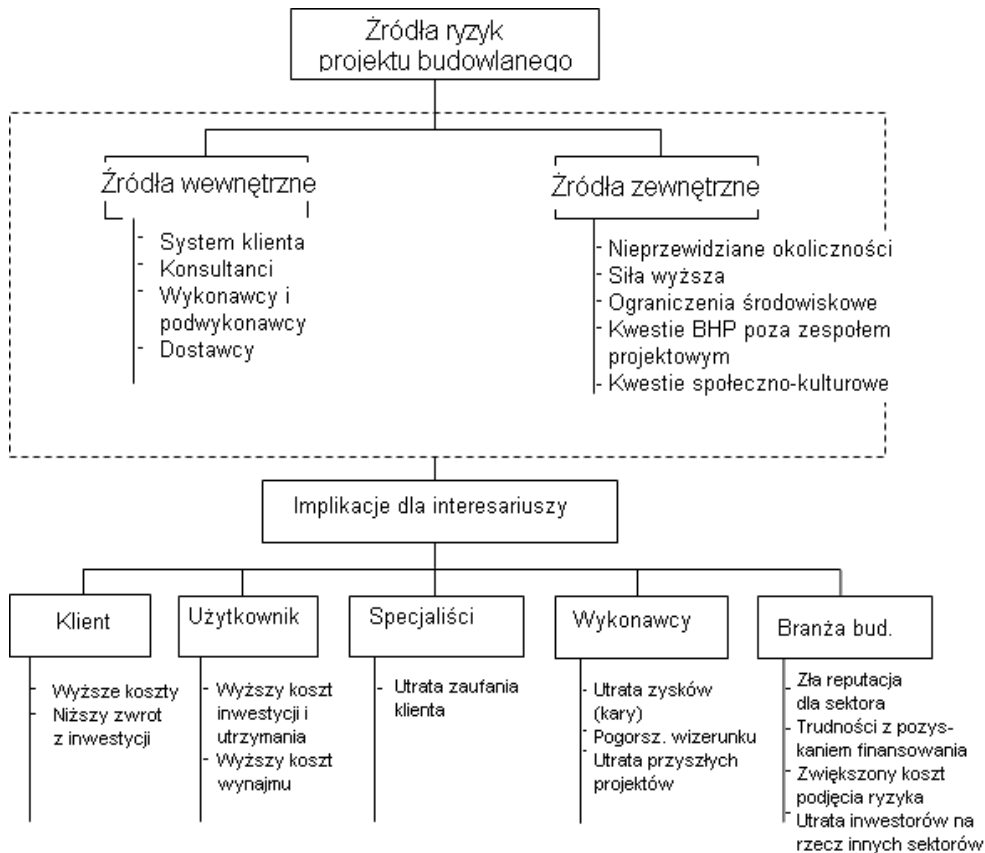 Źródła ryzyk
projektu budowlanego
Źródła wewnętrzne
- System klienta
- Konsultanci
- Wykonawcy i
podwykonawcy
- Dostawcy
Źródła zewnętrzne
- Nieprzewidziane okoliczności
- Siła wyższa
- Ograniczenia środowiskowe
- Kwestie BHP poza zespołem
projektowym
- Kwestie społeczno-kulturowe
Implikacje dla interesariuszy
Klient
- Wyższe koszty
- Niższy zwrot
z inwestycji
Użytkownik
- Wyższy koszt
inwestycji i
utrzymania
- Wyższy koszt
wynajmu
Specjaliści
- Utrata zaufania
klienta
Wykonawcy
- Utrata zysków
(kary)
- Pogorsz. wizerunku
- Utrata przyszłych
projektów
Branża bud.
- Zła reputacja
dla sektora
- Trudności z pozys-
kaniem finansowania
- Zwiększony koszt
podjęcia ryzyka
- Utrata inwestorów na
rzecz innych sektorów